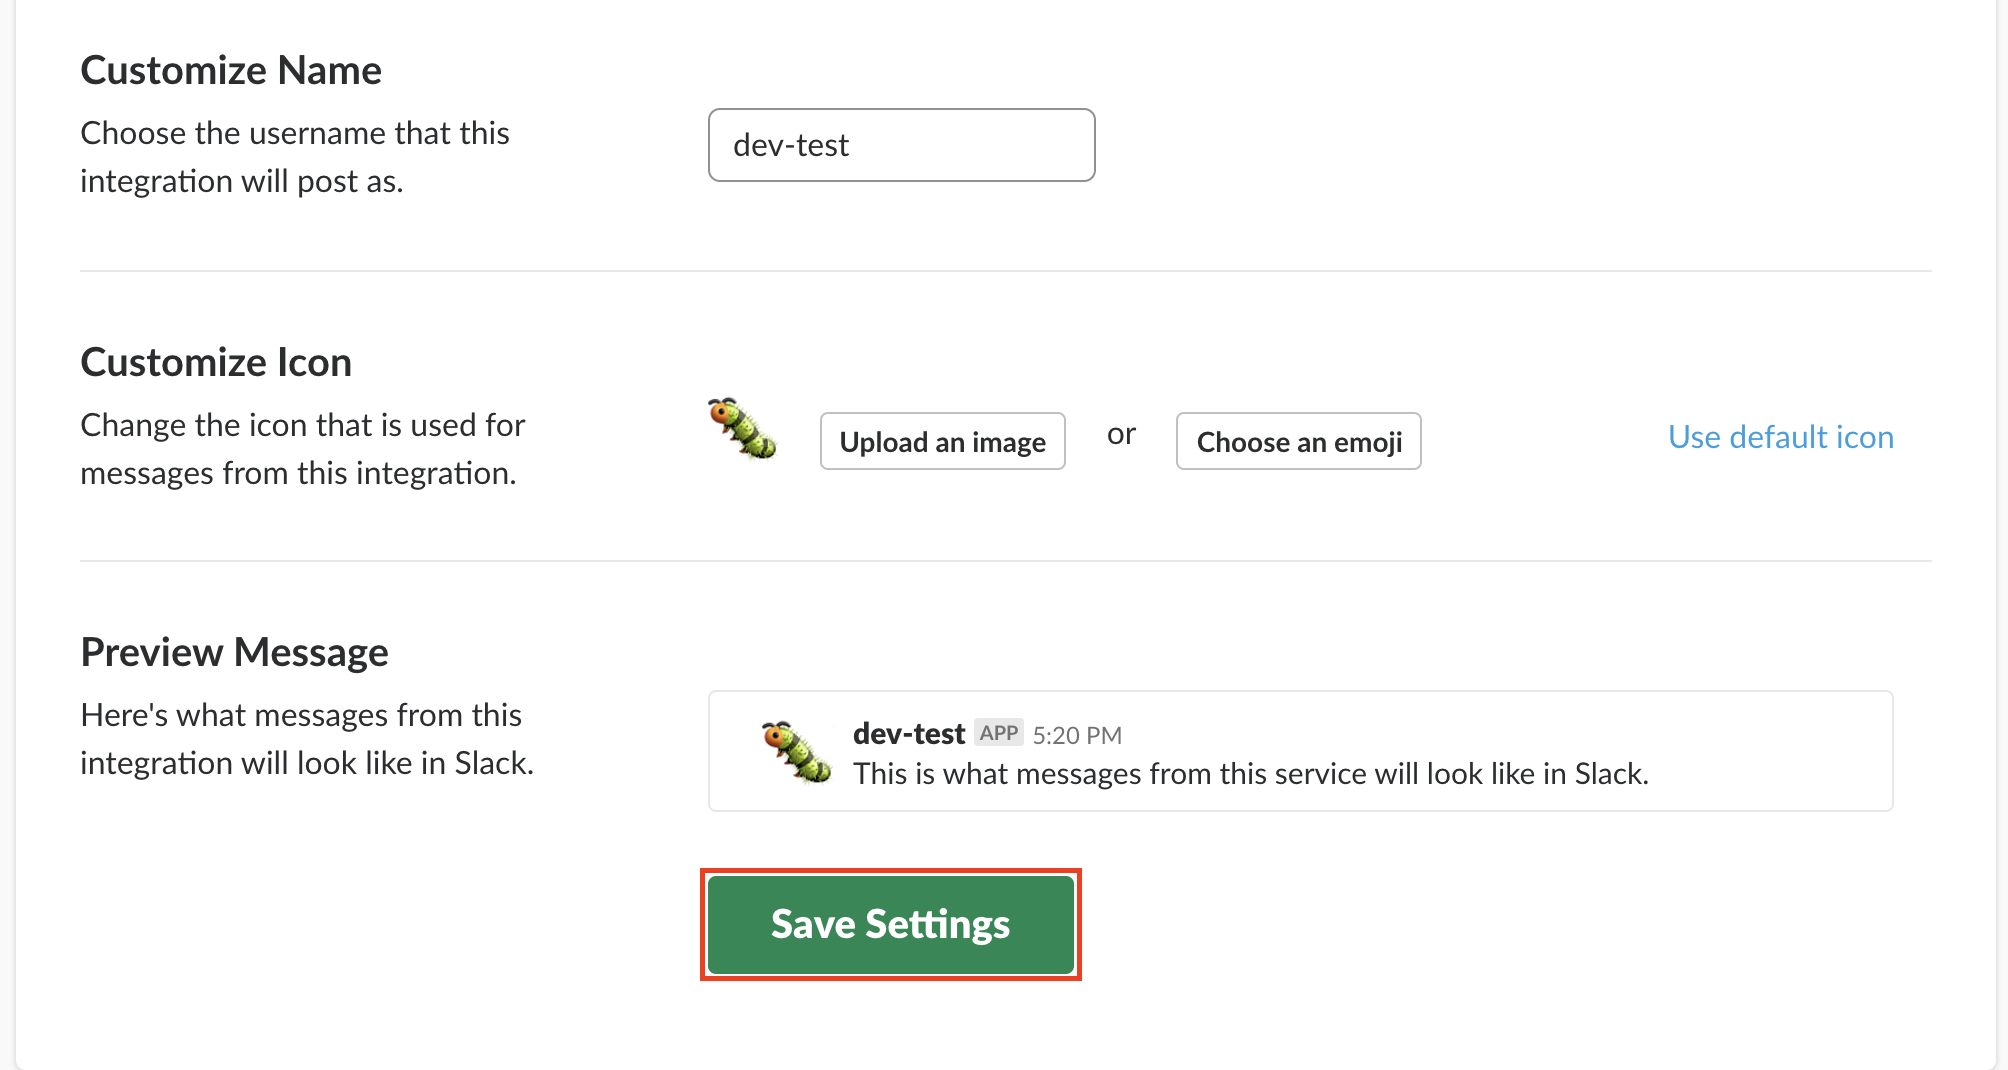 Customize Name
Choose the username that this
integration will post as.
dev-test
Customize Icon
Change the icon that is used for
messages from this integration.
Upload an image
or
Choose an emoji
Use default icon
Preview Message
Here's what messages from this
integration will look like in Slack.
dev-test APP 5:20 PM
This is what messages from this service will look like in Slack.
Save Settings